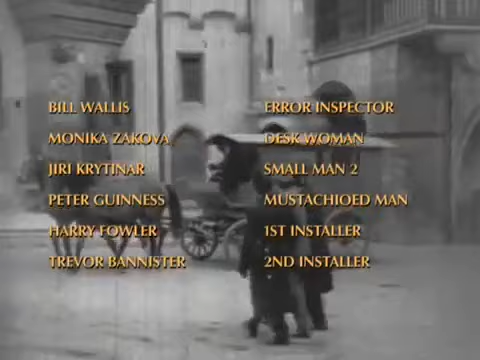 BILL WALLIS ERROR INSPECTOR
MONIKA ZAKOVA DESK WOMAN
JIRI KRYTINAR SMALL MAN 2
PETER GUINNESS MUSTACHIOED MAN
HARRY FOWLER 1ST INSTALLER
TREVOR BANNISTER 2ND INSTALLER